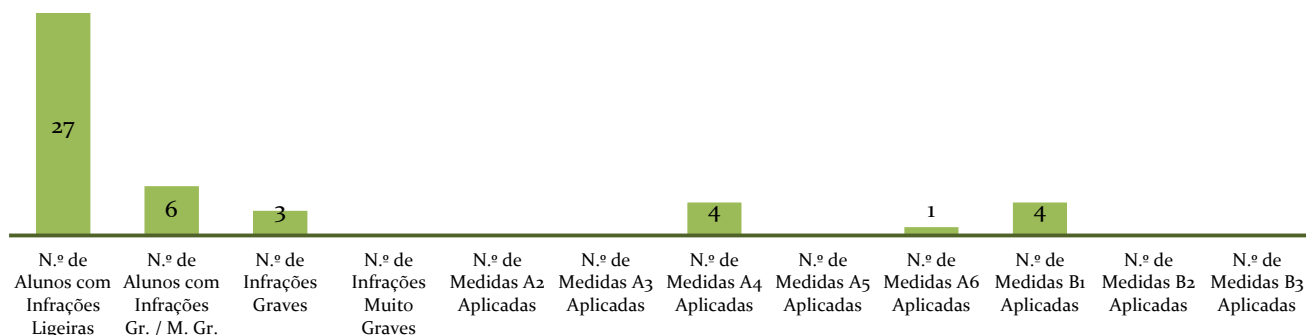 27
6
3
4
1
4
N.º de Alunos com Infrações Ligeiras
N.º de Alunos com Infrações Gr. / M. Gr.
N.º de Infrações Graves
N.º de Infrações Muito Graves
N.º de Medidas A2 Aplicadas
N.º de Medidas A3 Aplicadas
N.º de Medidas A4 Aplicadas
N.º de Medidas A5 Aplicadas
N.º de Medidas A6 Aplicadas
N.º de Medidas B1 Aplicadas
N.º de Medidas B2 Aplicadas
N.º de Medidas B3 Aplicadas